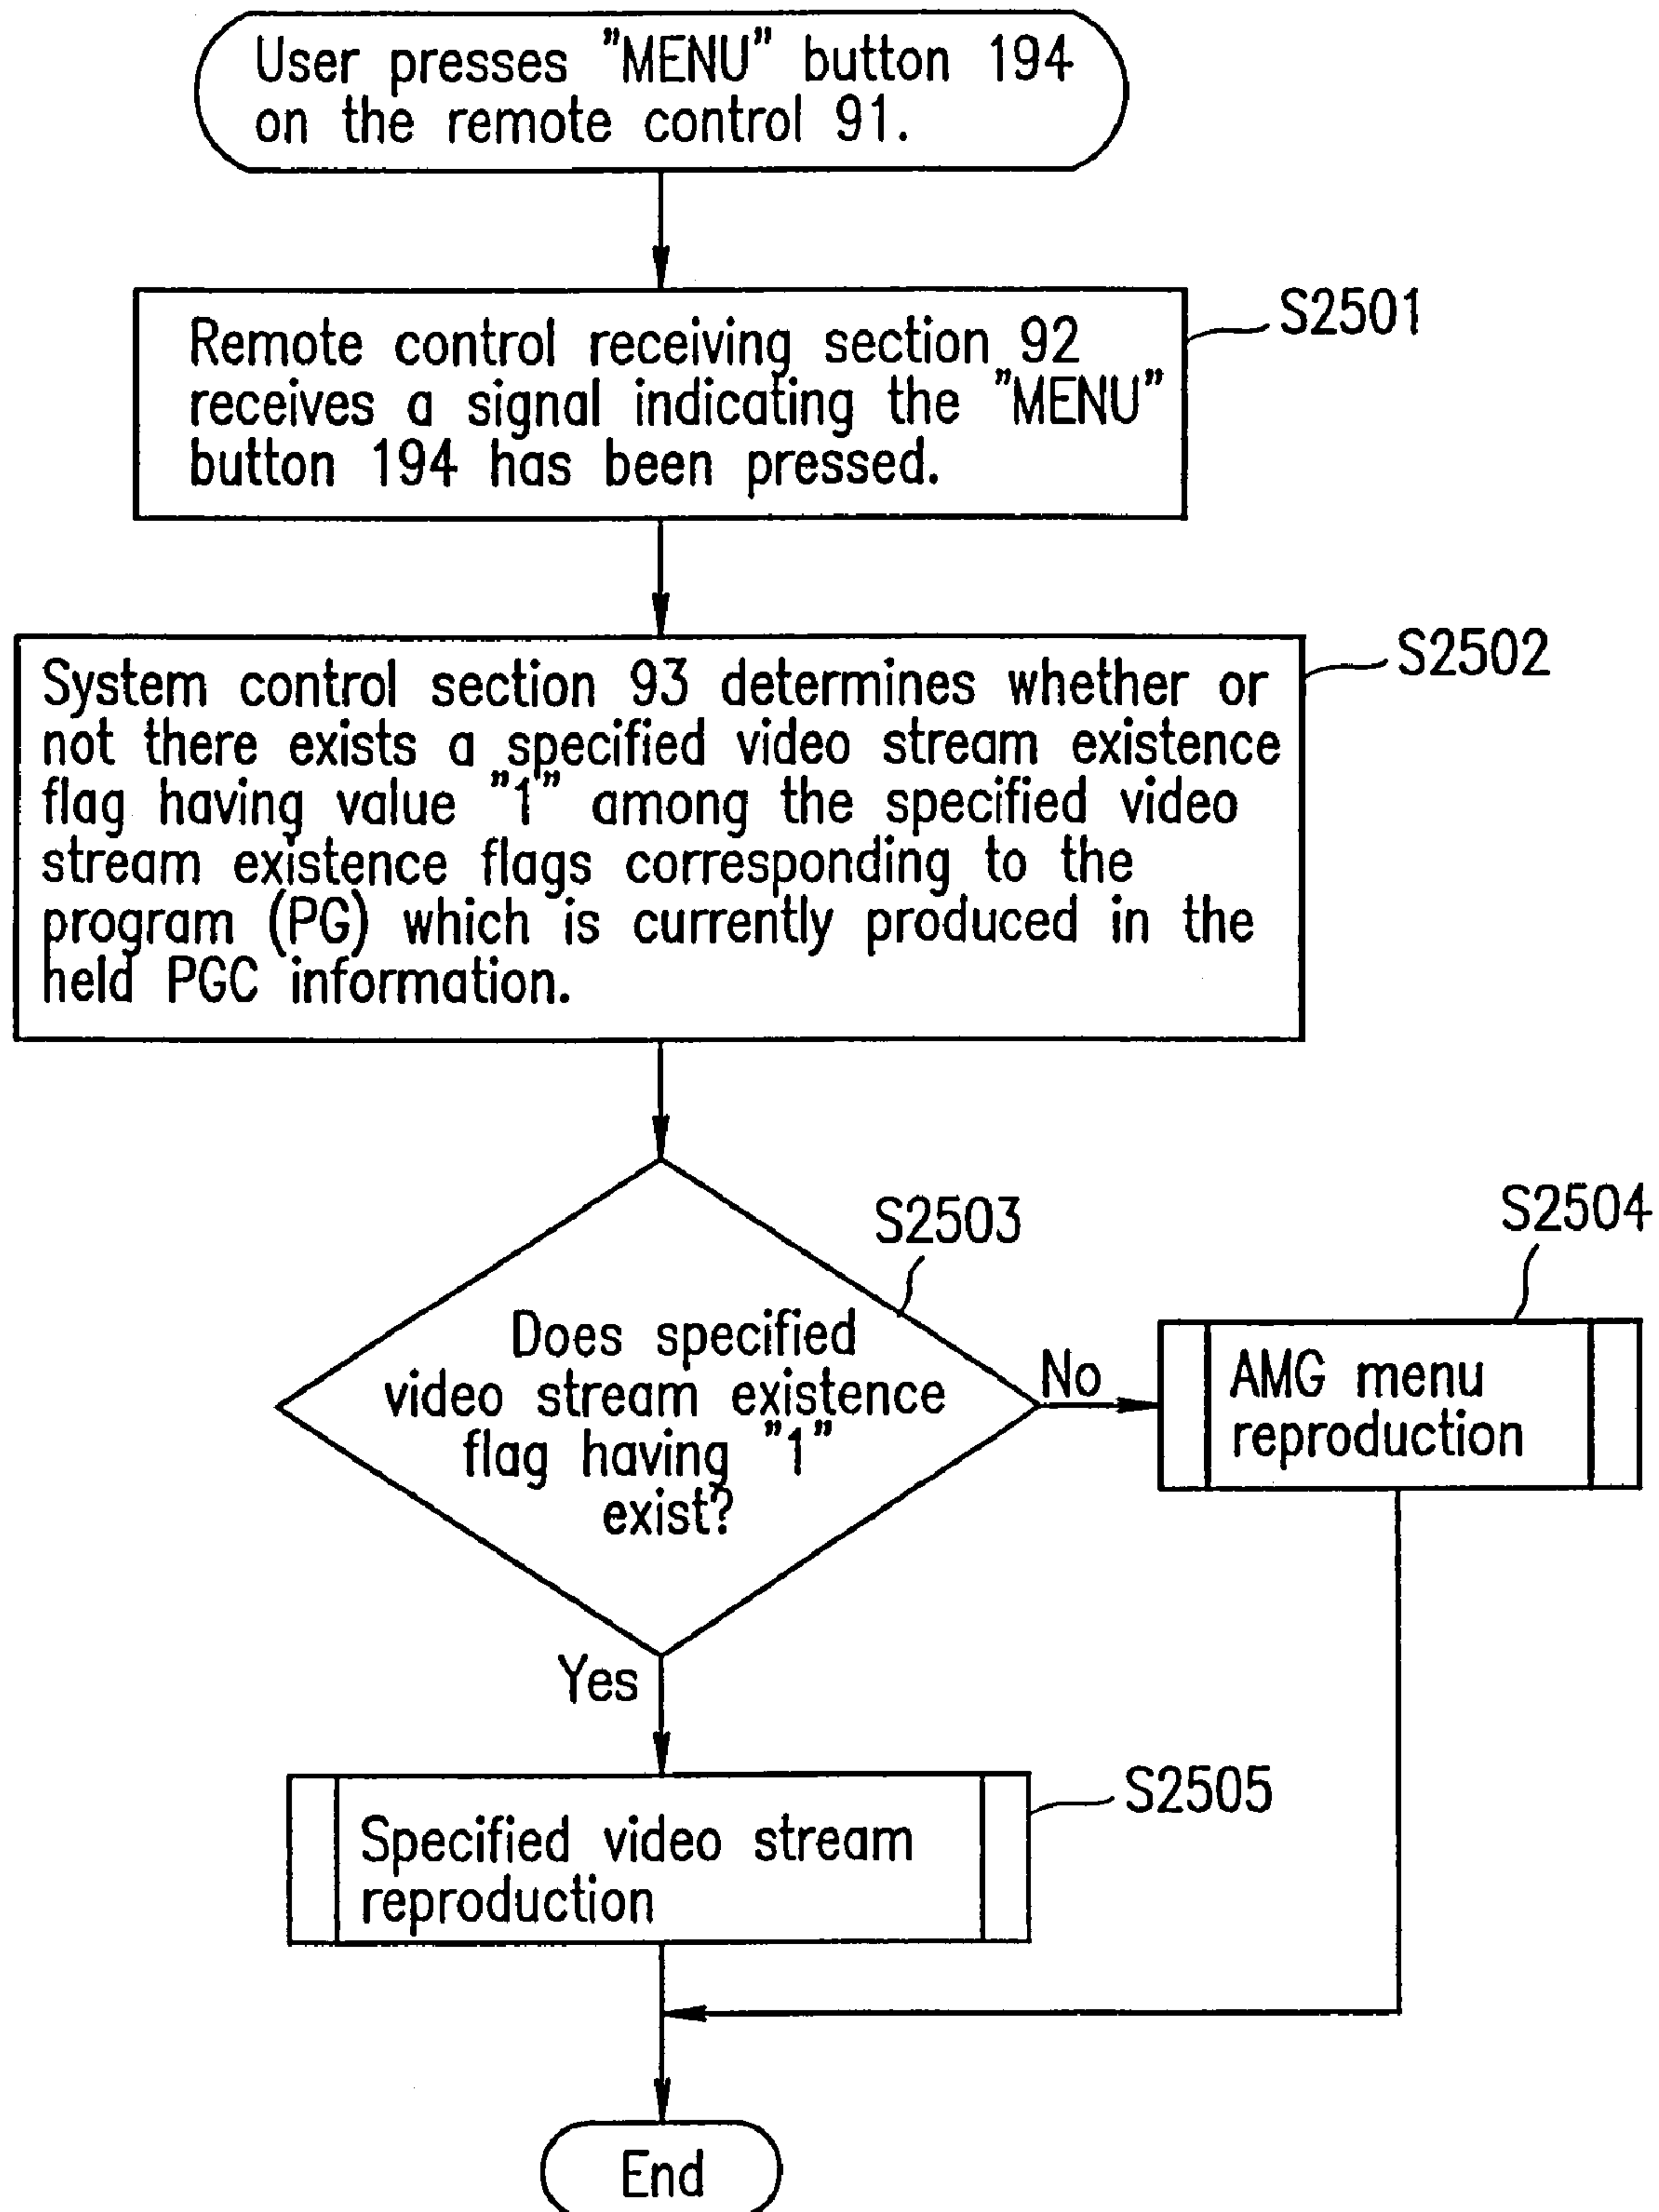 User presses "MENU" button 194
on the remote control 91.
S2501
Remote control receiving section 92
receives a signal indicating the "MENU"
button 194 has been pressed.
S2502
System control section 93 determines whether or
not there exists a specified video stream existence
flag having value "1" among the specified video
stream existence flags corresponding to the
program (PG) which is currently produced in the
held PGC information.
S2503
Does specified
video stream existence
flag having "1"
exist?
No
S2504
AMG menu
reproduction
Yes
S2505
Specified video stream
reproduction
End